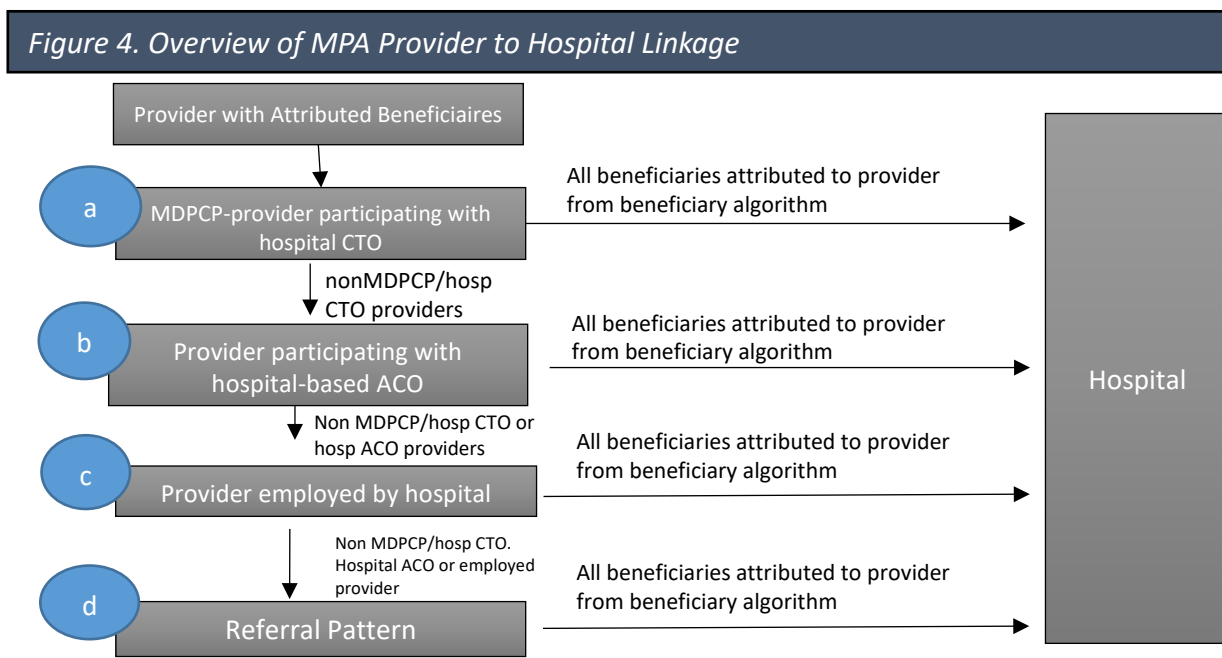 Figure 4. Overview of MPA Provider to Hospital Linkage
Provider with Attributed Beneficiaires
a
MDPCP-provider participating with
hospital CTO
All beneficiaries attributed to provider
from beneficiary algorithm
nonMDPCP/hosp
CTO providers
b
Provider participating with
hospital-based ACO
All beneficiaries attributed to provider
from beneficiary algorithm
Hospital
Non MDPCP/hosp CTO or
hosp ACO providers
c
Provider employed by hospital
All beneficiaries attributed to provider
from beneficiary algorithm
Non MDPCP/hosp CTO.
Hospital ACO or employed
provider
d
Referral Pattern
All beneficiaries attributed to provider
from beneficiary algorithm